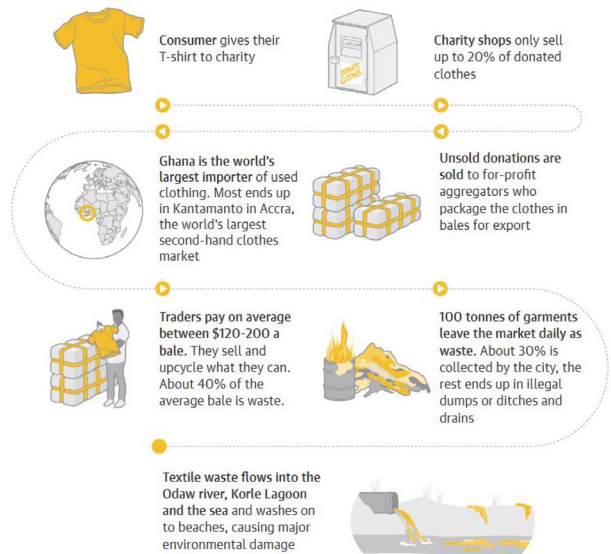 Consumer gives their
T-shirt to charity
DONATE
CLOTHES
Charity shops only sell
up to 20% of donated
clothes
Unsold donations are
sold to for-profit
aggregators who
package the clothes in
bales for export
Ghana is the world's
largest importer of used
clothing. Most ends up
in Kantamanto in Accra,
the world's largest
second-hand clothes
market
Traders pay on average
between $120-200 a
bale. They sell and
upcycle what they can.
About 40% of the
average bale is waste.
100 tonnes of garments
leave the market daily as
waste. About 30% is
collected by the city, the
rest ends up in illegal
dumps or ditches and
drains
Textile waste flows into the
Odaw river, Korle Lagoon
and the sea and washes on
to beaches, causing major
environmental damage